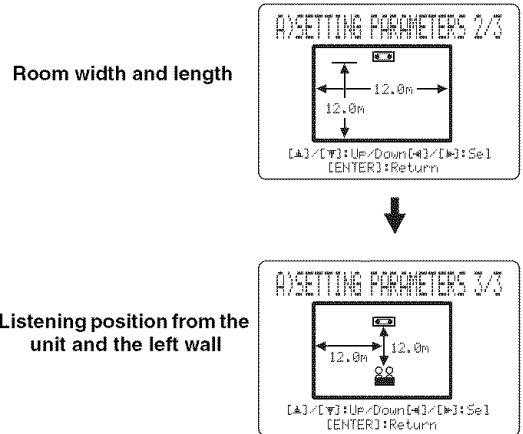 A)SETTING PARAMETERS 2/3
Room width and length
12.0m
12.0m
[▲]/[▼]:Up/Down[◄]/[►]:Sel
[ENTER]:Return
A)SETTING PARAMETERS 3/3
Listening position from the
unit and the left wall
12.0m
12.0m
[▲]/[▼]:Up/Down[◄]/[►]:Sel
[ENTER]:Return